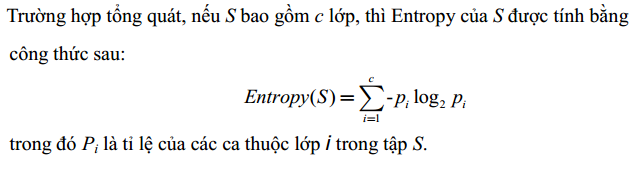 Trường hợp tổng quát, nếu S bao gồm c lớp, thì Entropy của S được tính bằng
công thức sau:
Entropy(S) = ∑_{i=1}^{c} -p_i log_2 p_i
trong đó P_i là tỉ lệ của các ca thuộc lớp i trong tập S.